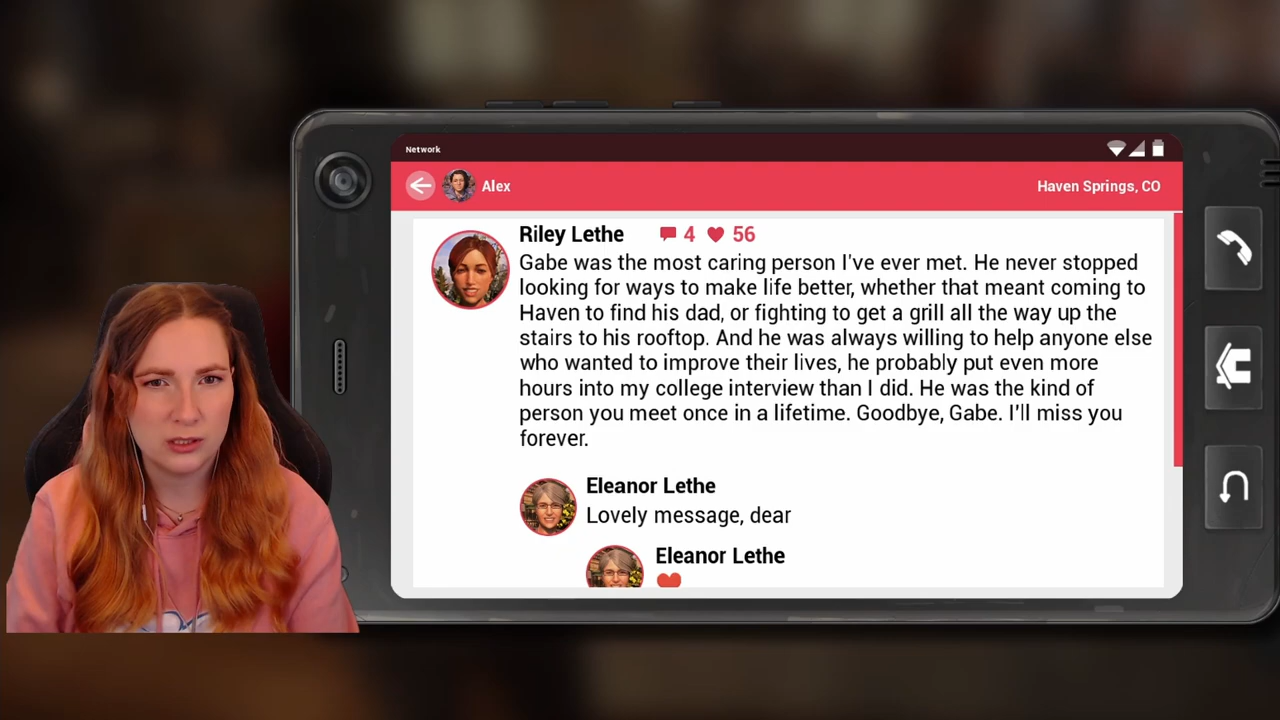 Network
Alex
Haven Springs, CO
Riley Lethe 4 56
Gabe was the most caring person I've ever met. He never stopped
looking for ways to make life better, whether that meant coming to
Haven to find his dad, or fighting to get a grill all the way up the
stairs to his rooftop. And he was always willing to help anyone else
who wanted to improve their lives, he probably put even more
hours into my college interview than I did. He was the kind of
person you meet once in a lifetime. Goodbye, Gabe. I'll miss you
forever.
Eleanor Lethe
Lovely message, dear
Eleanor Lethe